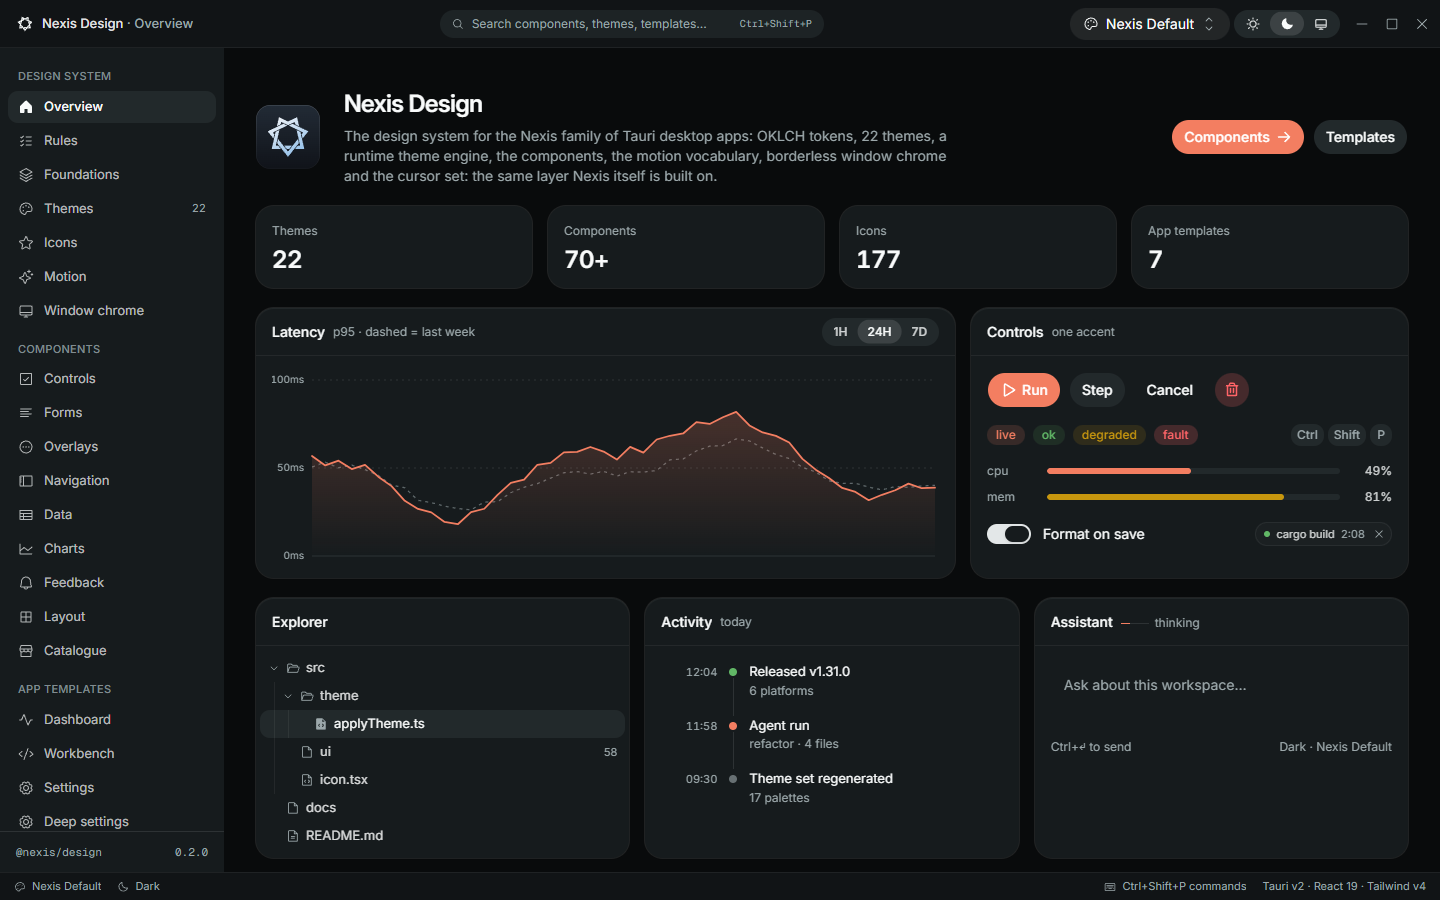 Nexis Design · Overview
Search components, themes, templates... Ctrl+Shift+P
Nexis Default
DESIGN SYSTEM
Overview
Rules
Foundations
Themes 22
Icons
Motion
Window chrome
COMPONENTS
Controls
Forms
Overlays
Navigation
Data
Charts
Feedback
Layout
Catalogue
APP TEMPLATES
Dashboard
Workbench
Settings
Deep settings
@nexis/design 0.2.0
Nexis Design
The design system for the Nexis family of Tauri desktop apps: OKLCH tokens, 22 themes, a
runtime theme engine, the components, the motion vocabulary, borderless window chrome
and the cursor set: the same layer Nexis itself is built on.
Components
Templates
Themes
22
Components
70+
Icons
177
App templates
7
Latency p95 · dashed = last week
1H 24H 7D
100ms
50ms
0ms
Controls one accent
Run Step Cancel
live ok degraded fault Ctrl Shift P
cpu 49%
mem 81%
Format on save cargo build 2:08
Explorer
src
theme
applyTheme.ts
ui 58
icon.tsx
docs
README.md
Activity today
12:04 Released v1.31.0
6 platforms
11:58 Agent run
refactor · 4 files
09:30 Theme set regenerated
17 palettes
Assistant thinking
Ask about this workspace...
Ctrl+↵ to send Dark · Nexis Default
Nexis Default Dark
Ctrl+Shift+P commands Tauri v2 · React 19 · Tailwind v4